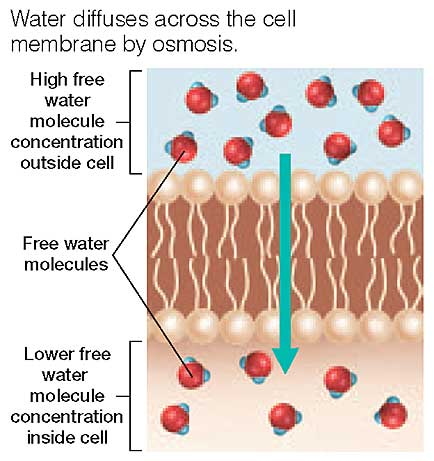 Water diffuses across the cell
membrane by osmosis.
High free
water
molecule
concentration
outside cell
Free water
molecules
Lower free
water
molecule
concentration
inside cell